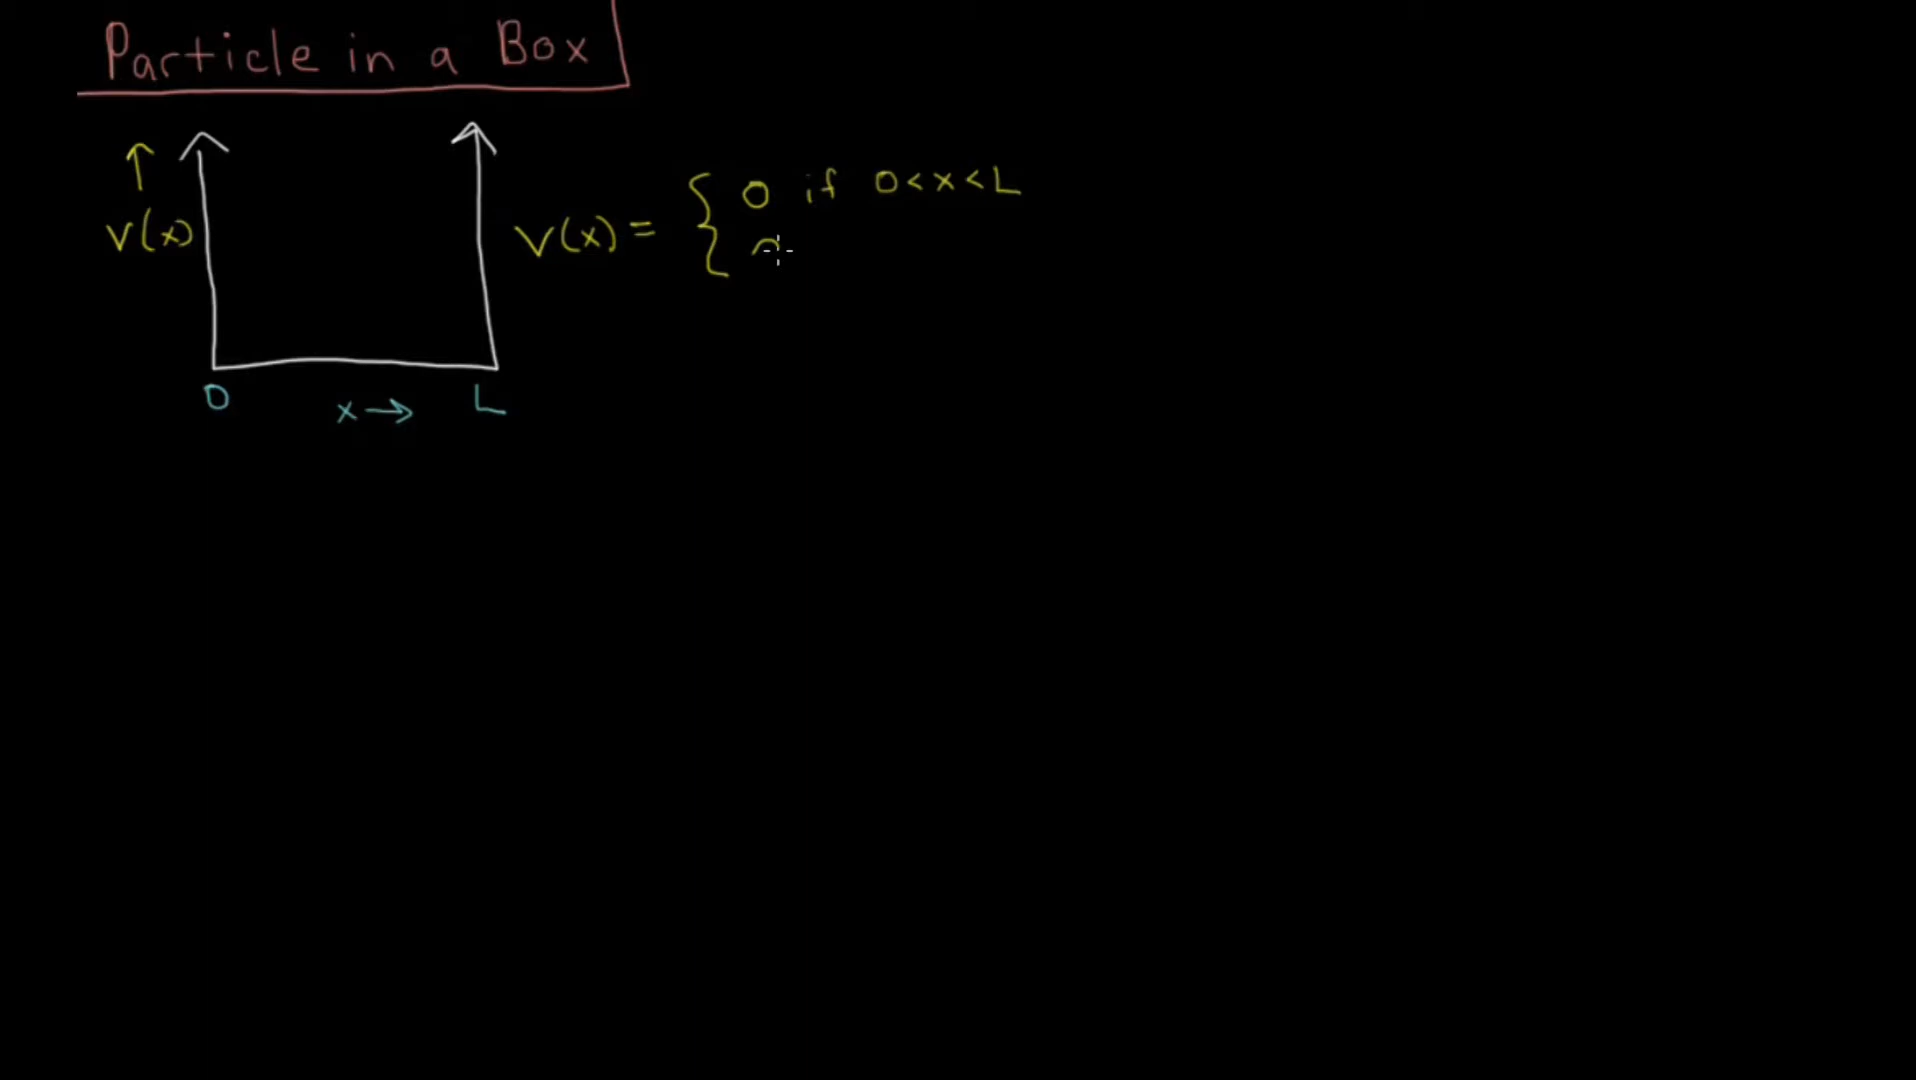 Particle in a Box
↑
V(x)
V(x) = { 0 if 0<x<L
0 x → L